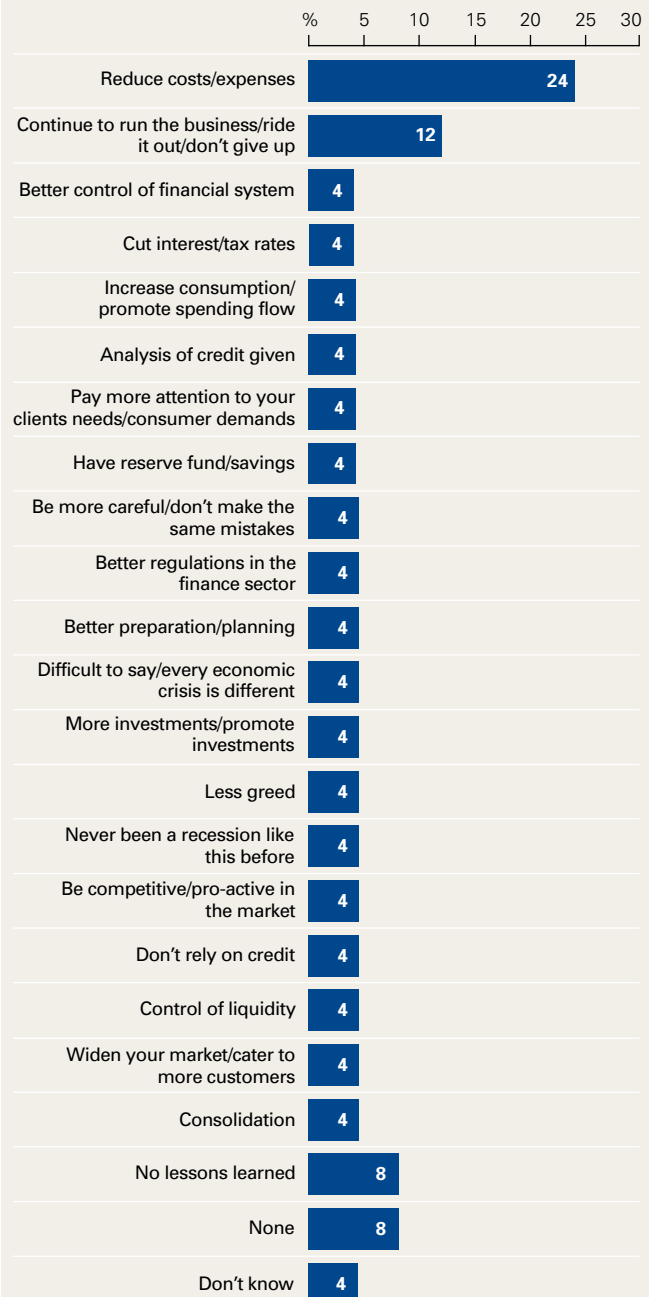 % 5 10 15 20 25 30
Reduce costs/expenses 24
Continue to run the business/ride
it out/don't give up 12
Better control of financial system 4
Cut interest/tax rates 4
Increase consumption/
promote spending flow 4
Analysis of credit given 4
Pay more attention to your
clients needs/consumer demands 4
Have reserve fund/savings 4
Be more careful/don't make the
same mistakes 4
Better regulations in the
finance sector 4
Better preparation/planning 4
Difficult to say/every economic
crisis is different 4
More investments/promote
investments 4
Less greed 4
Never been a recession like
this before 4
Be competitive/pro-active in
the market 4
Don't rely on credit 4
Control of liquidity 4
Widen your market/cater to
more customers 4
Consolidation 4
No lessons learned 8
None 8
Don't know 4